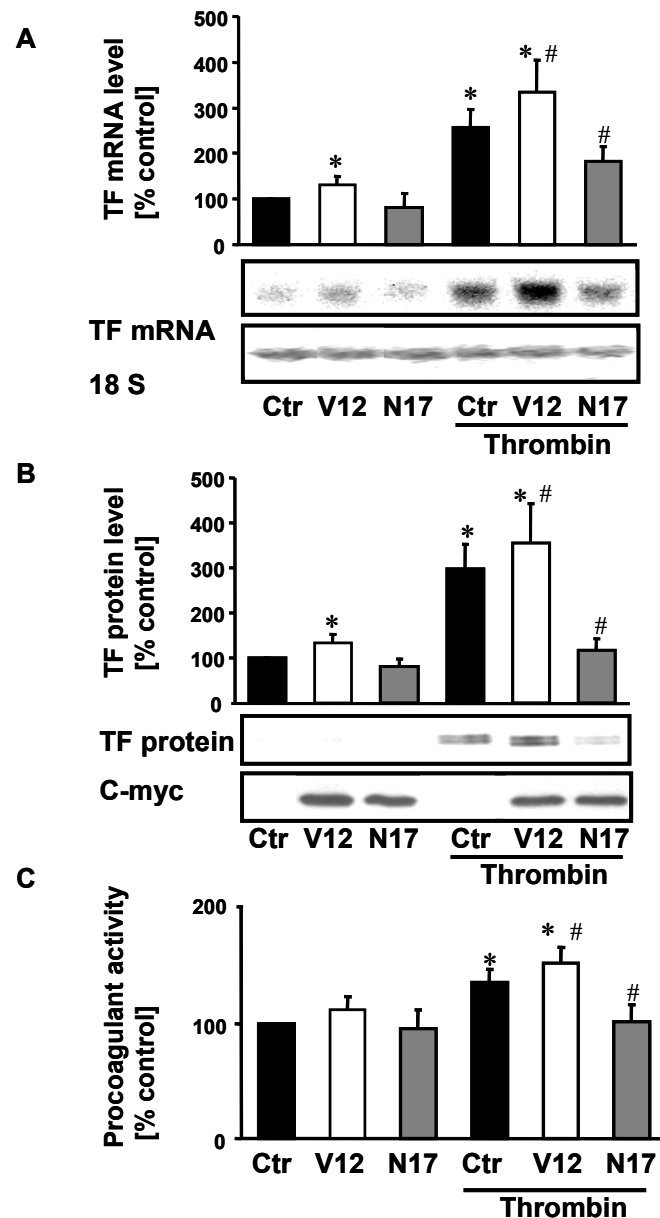 A
TF mRNA level
[% control]
500
400
300
200
100
0
*
*
* #
#
TF mRNA
18 S
Ctr V12 N17 Ctr V12 N17
Thrombin
B
TF protein level
[% control]
500
400
300
200
100
0
*
*
* #
#
TF protein
C-myc
Ctr V12 N17 Ctr V12 N17
Thrombin
C
Procoagulant activity
[% control]
200
100
0
*
* #
#
Ctr V12 N17 Ctr V12 N17
Thrombin